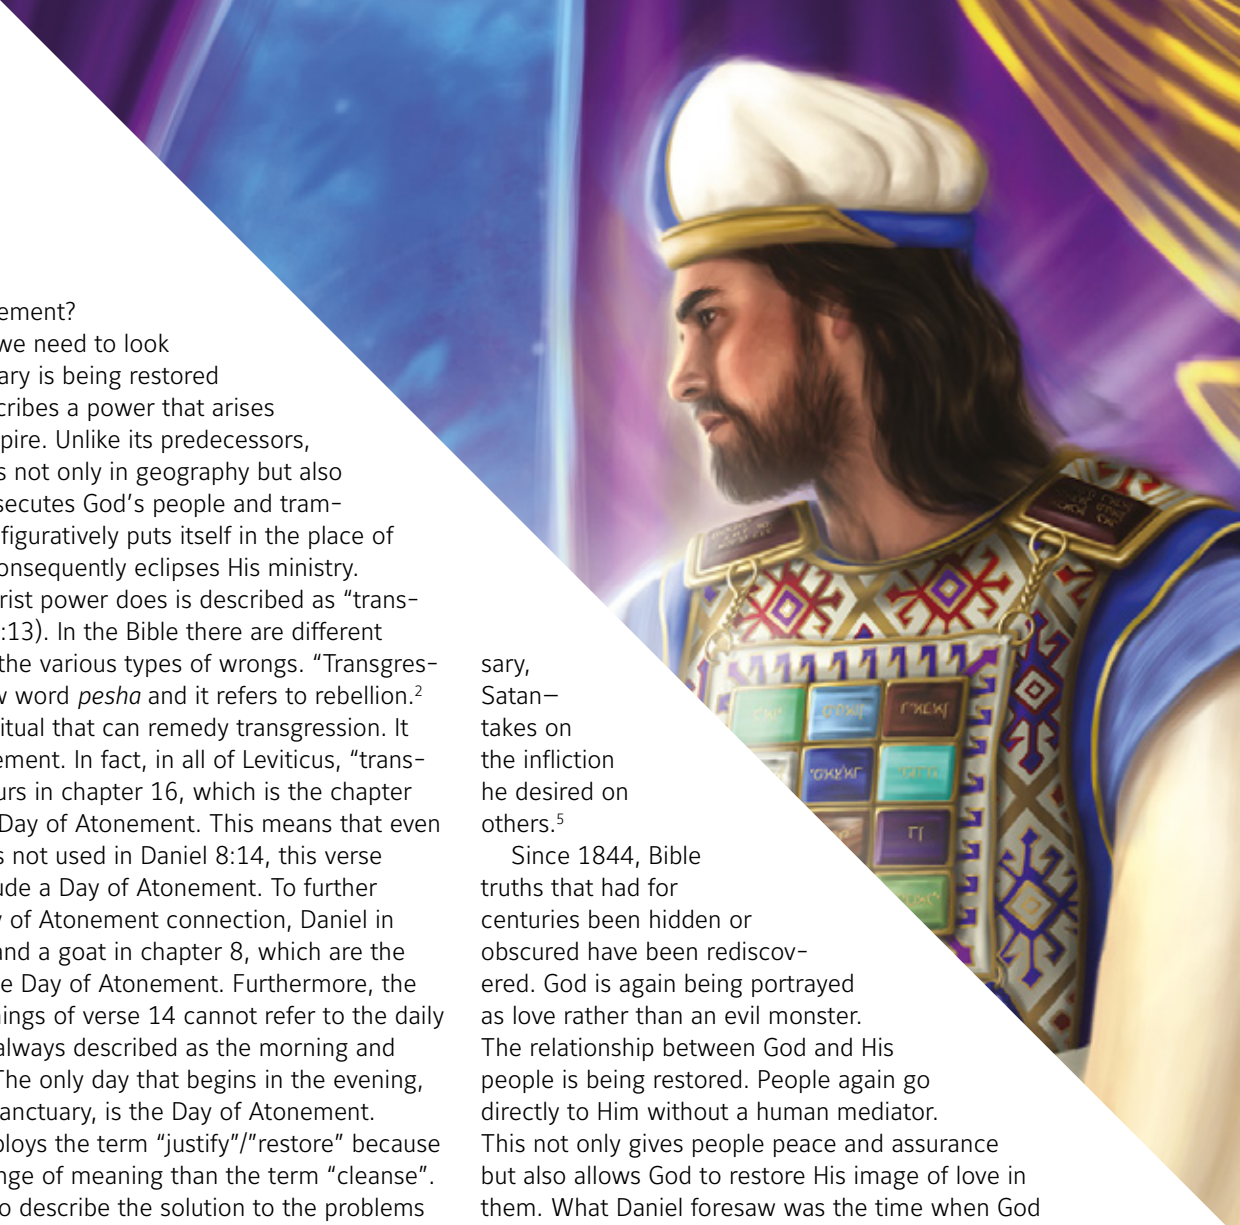 ement?
we need to look
ary is being restored
cribes a power that arises
pire. Unlike its predecessors,
s not only in geography but also
secutes God’s people and tram-
figuratively puts itself in the place of
onsequently eclipses His ministry.
rist power does is described as “trans-
:13). In the Bible there are different
the various types of wrongs. “Transgres-
w word pesha and it refers to rebellion.2
itual that can remedy transgression. It
ement. In fact, in all of Leviticus, “trans-
urs in chapter 16, which is the chapter
Day of Atonement. This means that even
s not used in Daniel 8:14, this verse
ude a Day of Atonement. To further
y of Atonement connection, Daniel in
and a goat in chapter 8, which are the
e Day of Atonement. Furthermore, the
nings of verse 14 cannot refer to the daily
always described as the morning and
The only day that begins in the evening,
anctuary, is the Day of Atonement.
ploys the term “justify”/”restore” because
nge of meaning than the term “cleanse”.
o describe the solution to the problems
sary,
Satan—
takes on
the infliction
he desired on
others.5
Since 1844, Bible
truths that had for
centuries been hidden or
obscured have been rediscov-
ered. God is again being portrayed
as love rather than an evil monster.
The relationship between God and His
people is being restored. People again go
directly to Him without a human mediator.
This not only gives people peace and assurance
but also allows God to restore His image of love in
them. What Daniel foresaw was the time when God